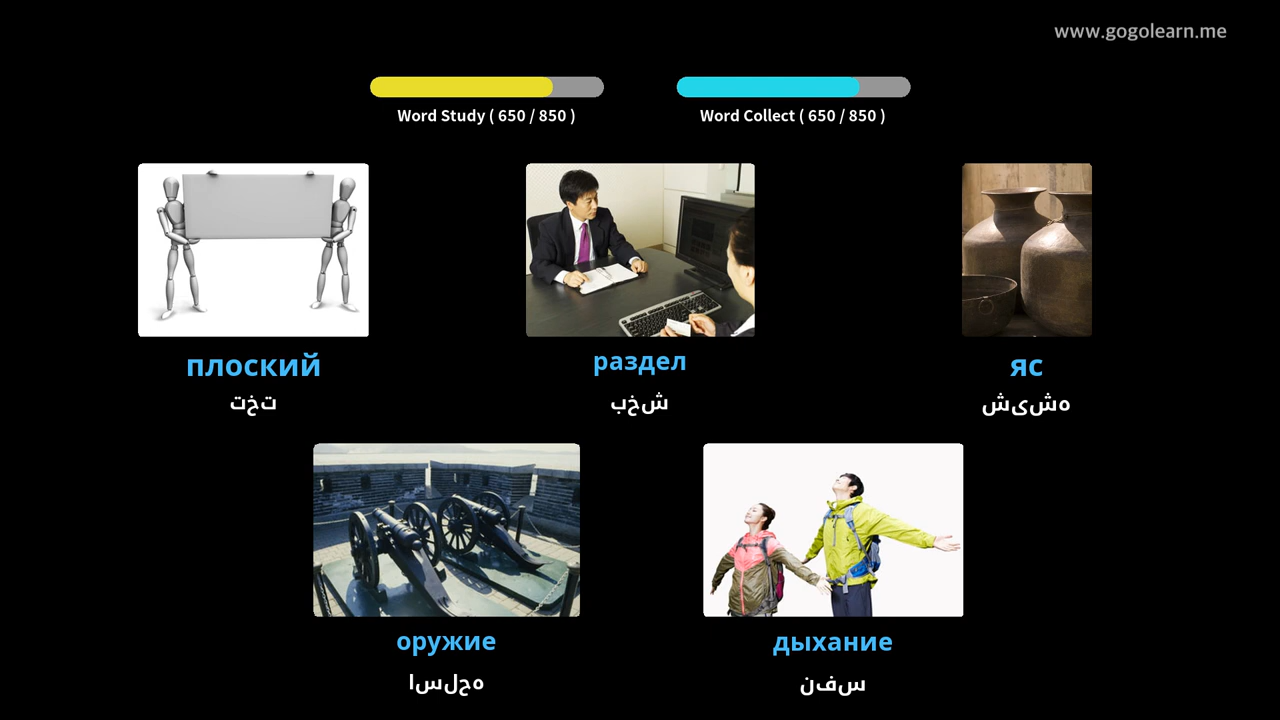 www.gogolearn.me
Word Study ( 650 / 850 )
Word Collect ( 650 / 850 )
плоский
تخت
раздел
شخب
яс
هشیش
оружие
هحلسا
дыхание
سفن